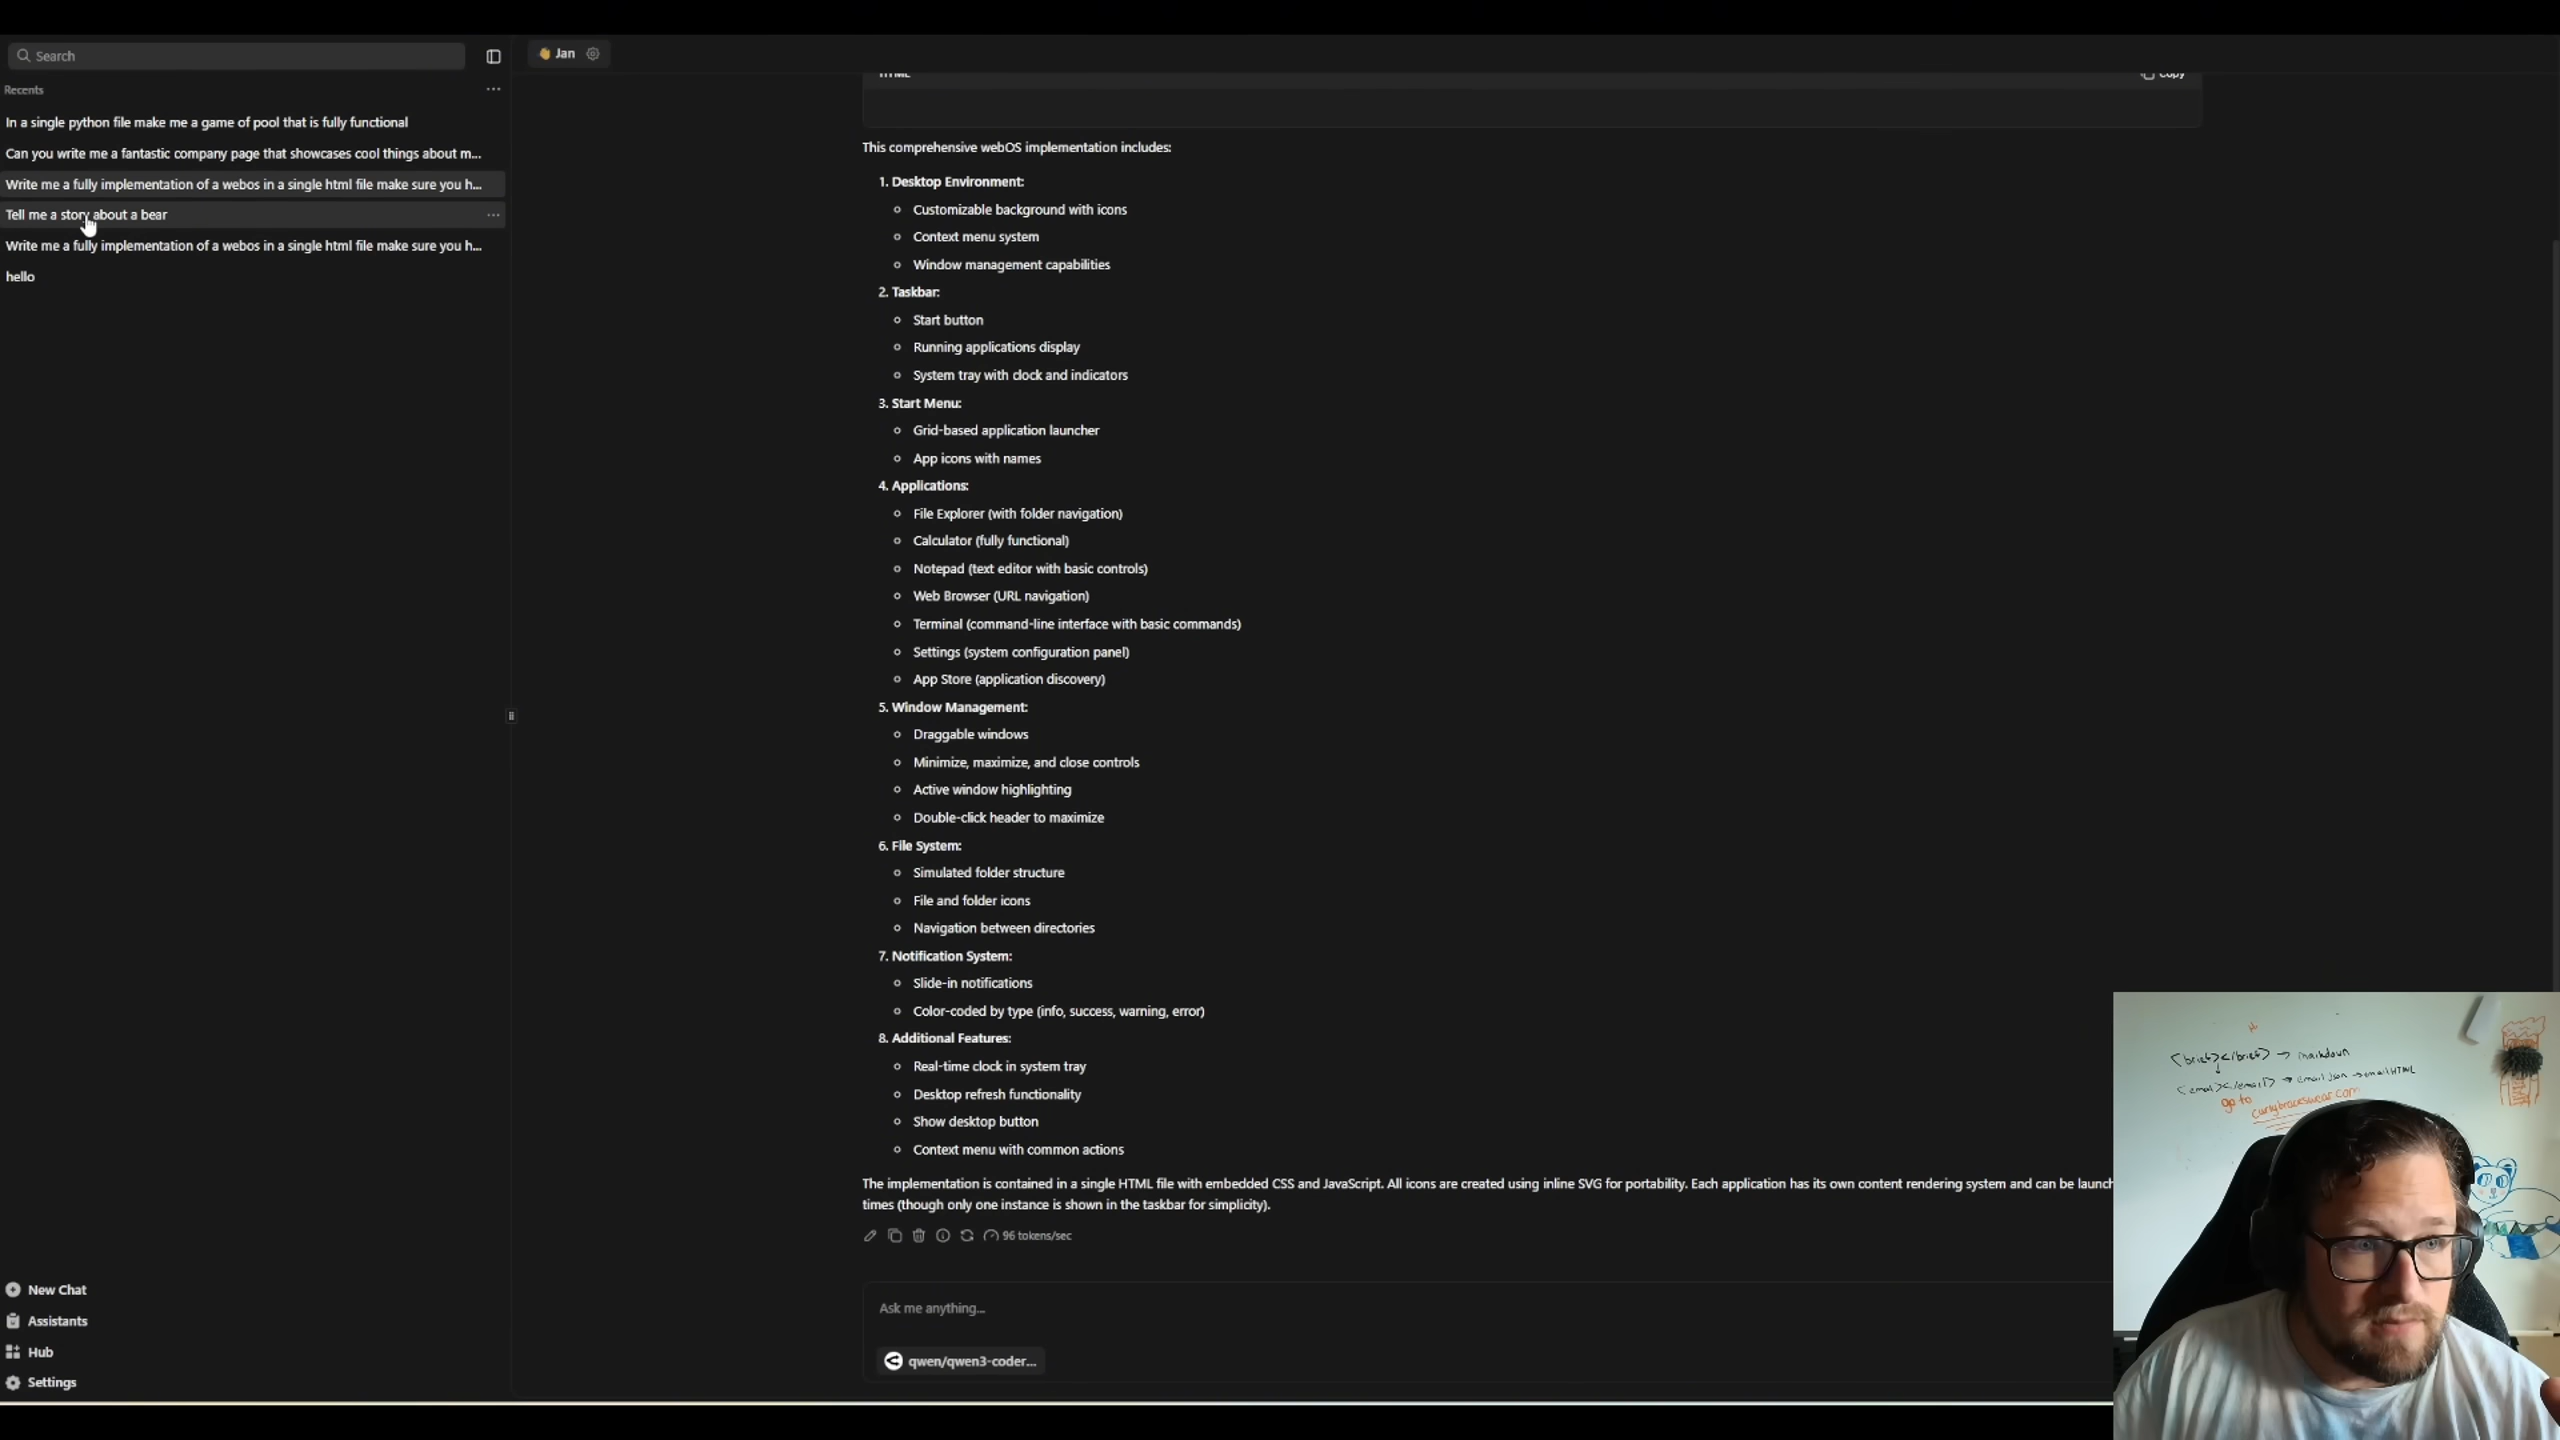 Search
Recents
In a single python file make me a game of pool that is fully functional
Can you write me a fantastic company page that showcases cool things about m...
Write me a fully implementation of a webos in a single html file make sure you h...
Tell me a story about a bear
Write me a fully implementation of a webos in a single html file make sure you h...
hello
New Chat
Assistants
Hub
Settings
Jan
HTML
Copy
This comprehensive webOS implementation includes:
1. Desktop Environment:
Customizable background with icons
Context menu system
Window management capabilities
2. Taskbar:
Start button
Running applications display
System tray with clock and indicators
3. Start Menu:
Grid-based application launcher
App icons with names
4. Applications:
File Explorer (with folder navigation)
Calculator (fully functional)
Notepad (text editor with basic controls)
Web Browser (URL navigation)
Terminal (command-line interface with basic commands)
Settings (system configuration panel)
App Store (application discovery)
5. Window Management:
Draggable windows
Minimize, maximize, and close controls
Active window highlighting
Double-click header to maximize
6. File System:
Simulated folder structure
File and folder icons
Navigation between directories
7. Notification System:
Slide-in notifications
Color-coded by type (info, success, warning, error)
8. Additional Features:
Real-time clock in system tray
Desktop refresh functionality
Show desktop button
Context menu with common actions
The implementation is contained in a single HTML file with embedded CSS and JavaScript. All icons are created using inline SVG for portability. Each application has its own content rendering system and can be launch
times (though only one instance is shown in the taskbar for simplicity).
96 tokens/sec
Ask me anything...
qwen/qwen3-coder...
<brief></brief> → markdown
<email></email> → email json → email HTML
go to